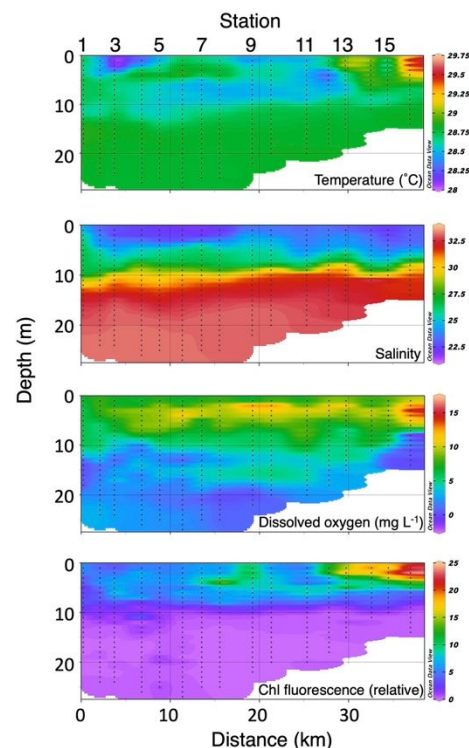 Station
1 3 5 7 9 11 13 15
0
10
20
Temperature (˚C)
29.75
29.5
29.25
29
28.75
28.5
28.25
28
Ocean Data View
0
10
20
Salinity
32.5
30
27.5
25
22.5
Ocean Data View
Depth (m)
0
10
20
Dissolved oxygen (mg L⁻¹)
15
10
5
0
Ocean Data View
0
10
20
Chl fluorescence (relative)
25
20
15
10
5
0
Ocean Data View
0 10 20 30
Distance (km)